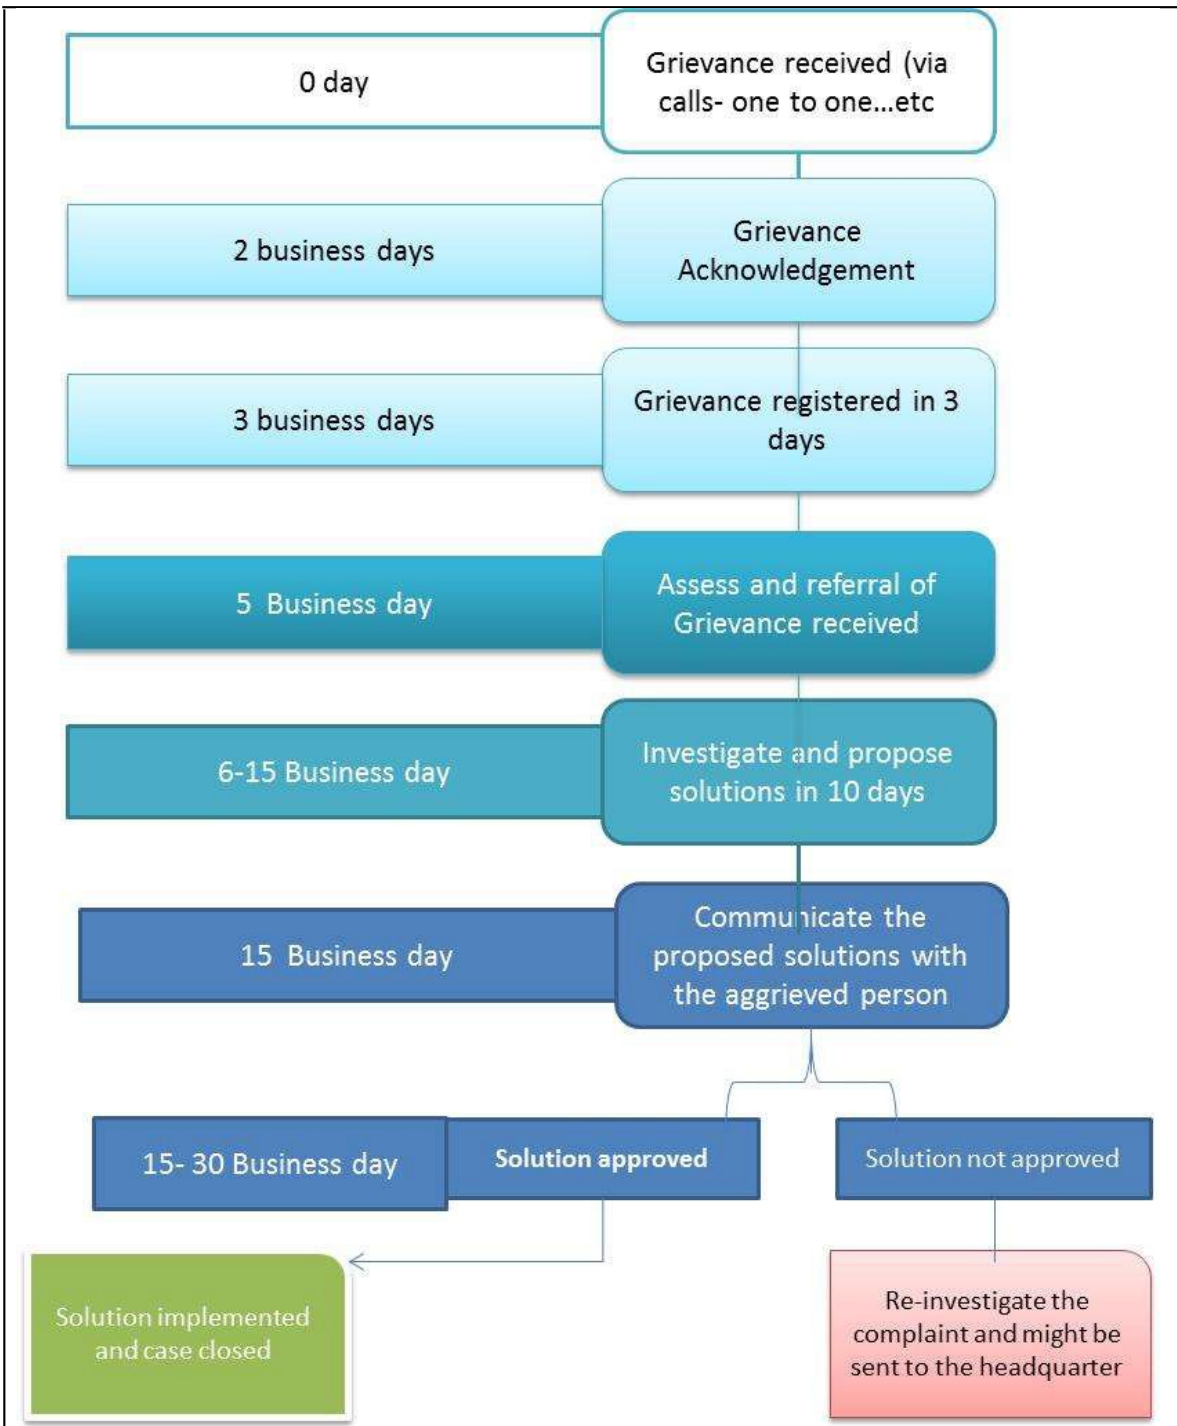 0 day
Grievance received (via
calls- one to one...etc
2 business days
Grievance
Acknowledgement
3 business days
Grievance registered in 3
days
5 Business day
Assess and referral of
Grievance received
6-15 Business day
Investigate and propose
solutions in 10 days
15 Business day
Communicate the
proposed solutions with
the aggrieved person
15- 30 Business day
Solution approved
Solution not approved
Solution implemented
and case closed
Re-investigate the
complaint and might be
sent to the headquarter